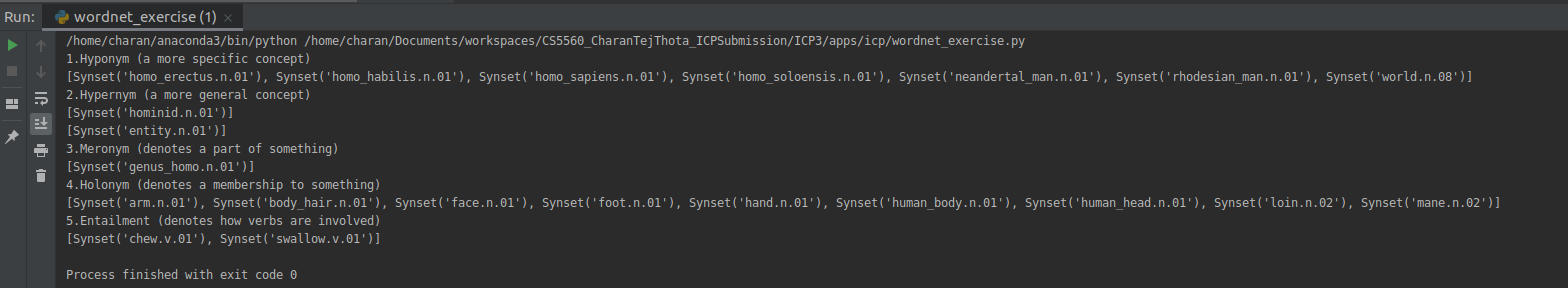 Run: wordnet_exercise (1) ×
/home/charan/anaconda3/bin/python /home/charan/Documents/workspaces/CS5560_CharanTejThota_ICPSubmission/ICP3/apps/icp/wordnet_exercise.py
1.Hyponym (a more specific concept)
[Synset('homo_erectus.n.01'), Synset('homo_habilis.n.01'), Synset('homo_sapiens.n.01'), Synset('homo_soloensis.n.01'), Synset('neandertal_man.n.01'), Synset('rhodesian_man.n.01'), Synset('world.n.08')]
2.Hypernym (a more general concept)
[Synset('hominid.n.01')]
[Synset('entity.n.01')]
3.Meronym (denotes a part of something)
[Synset('genus_homo.n.01')]
4.Holonym (denotes a membership to something)
[Synset('arm.n.01'), Synset('body_hair.n.01'), Synset('face.n.01'), Synset('foot.n.01'), Synset('hand.n.01'), Synset('human_body.n.01'), Synset('human_head.n.01'), Synset('loin.n.02'), Synset('mane.n.02')]
5.Entailment (denotes how verbs are involved)
[Synset('chew.v.01'), Synset('swallow.v.01')]
Process finished with exit code 0